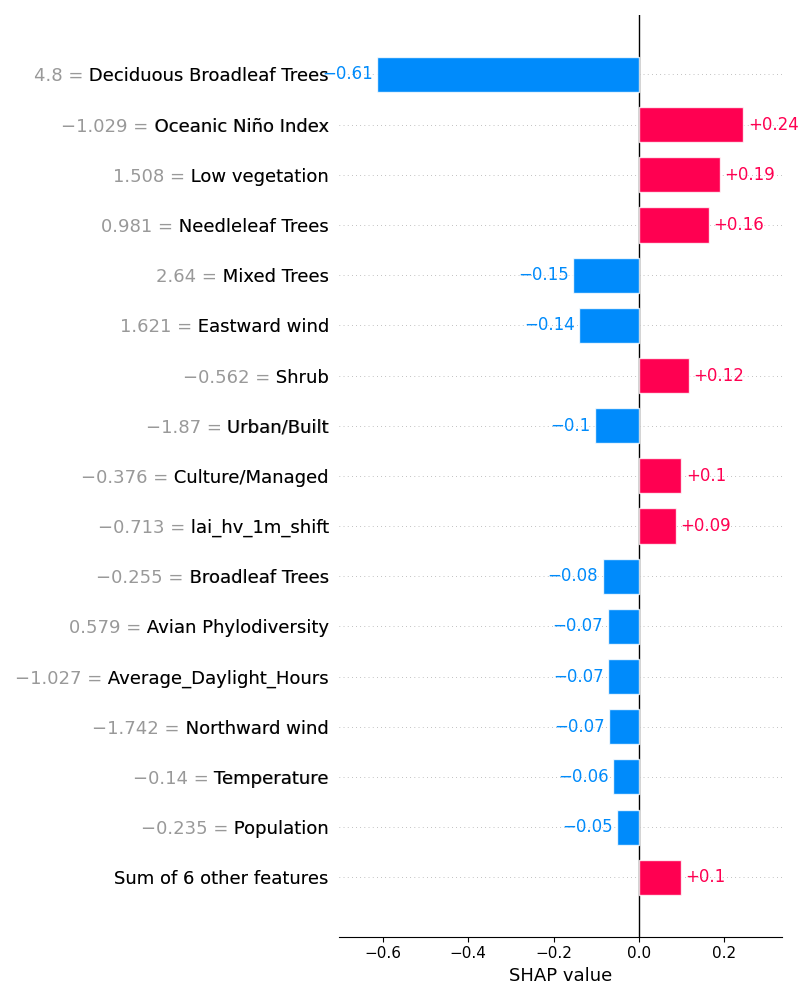 4.8 = Deciduous Broadleaf Trees −0.61
−1.029 = Oceanic Niño Index +0.24
1.508 = Low vegetation +0.19
0.981 = Needleleaf Trees +0.16
2.64 = Mixed Trees −0.15
1.621 = Eastward wind −0.14
−0.562 = Shrub +0.12
−1.87 = Urban/Built −0.1
−0.376 = Culture/Managed +0.1
−0.713 = lai_hv_1m_shift +0.09
−0.255 = Broadleaf Trees −0.08
0.579 = Avian Phylodiversity −0.07
−1.027 = Average_Daylight_Hours −0.07
−1.742 = Northward wind −0.07
−0.14 = Temperature −0.06
−0.235 = Population −0.05
Sum of 6 other features +0.1
−0.6 −0.4 −0.2 0.0 0.2
SHAP value